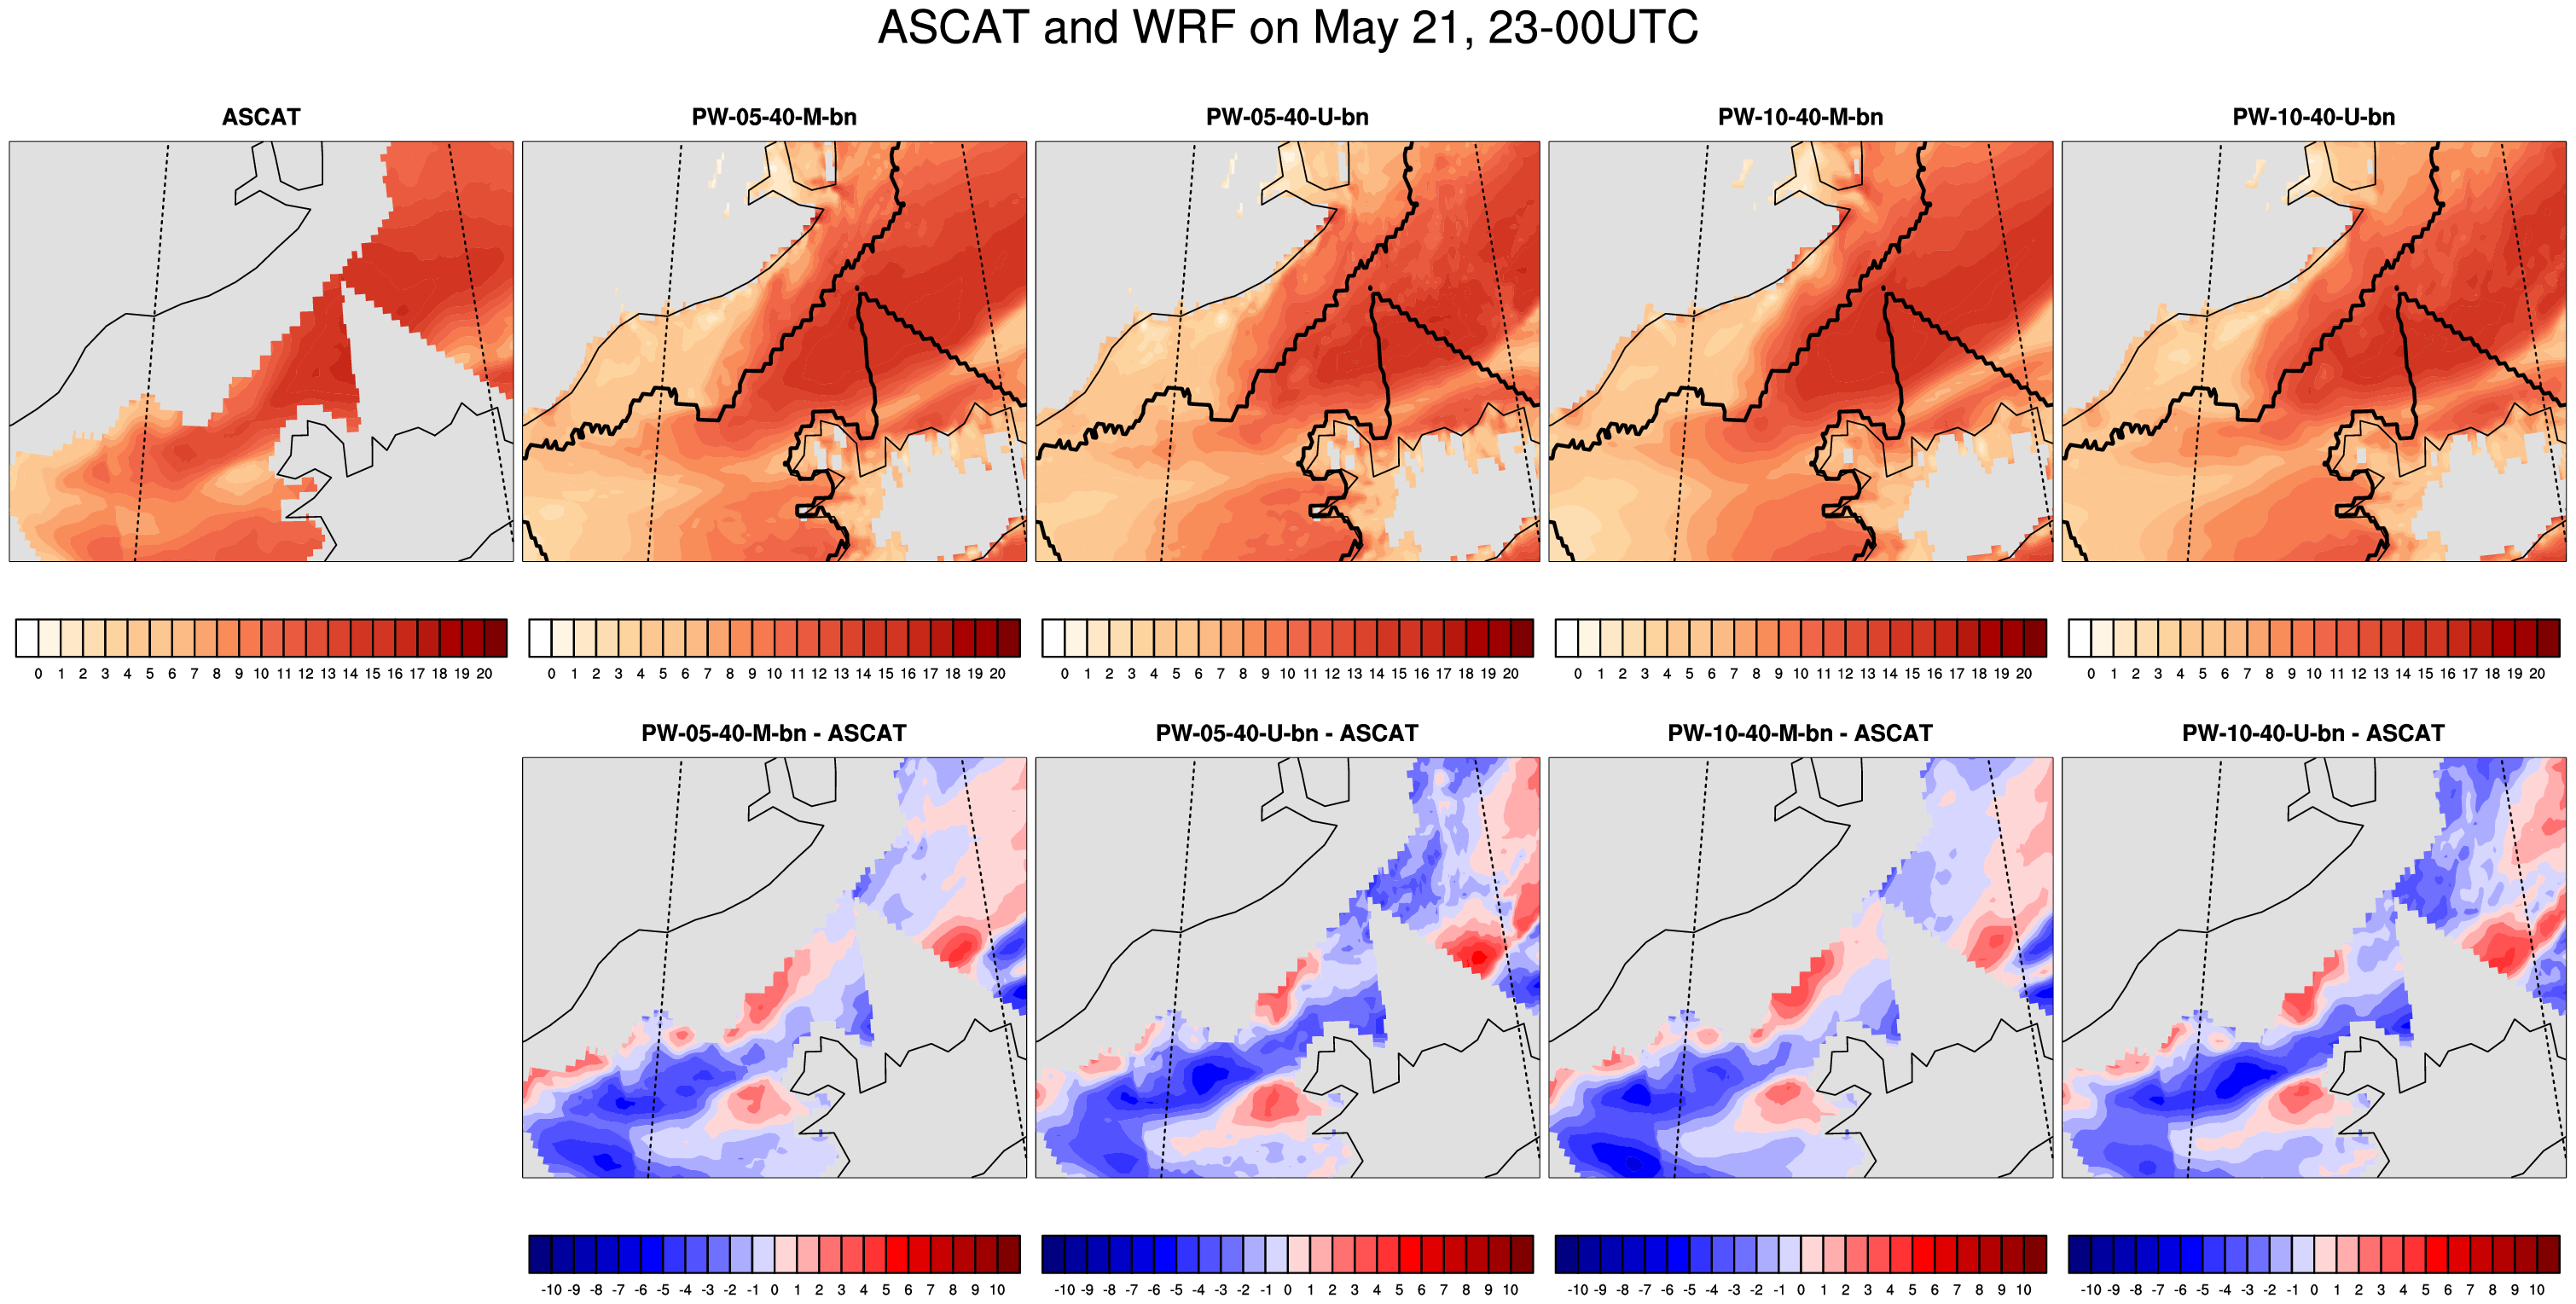 ASCAT and WRF on May 21, 23-00UTC
ASCAT
PW-05-40-M-bn
PW-05-40-U-bn
PW-10-40-M-bn
PW-10-40-U-bn
0 1 2 3 4 5 6 7 8 9 10 11 12 13 14 15 16 17 18 19 20
0 1 2 3 4 5 6 7 8 9 10 11 12 13 14 15 16 17 18 19 20
0 1 2 3 4 5 6 7 8 9 10 11 12 13 14 15 16 17 18 19 20
0 1 2 3 4 5 6 7 8 9 10 11 12 13 14 15 16 17 18 19 20
0 1 2 3 4 5 6 7 8 9 10 11 12 13 14 15 16 17 18 19 20
PW-05-40-M-bn - ASCAT
PW-05-40-U-bn - ASCAT
PW-10-40-M-bn - ASCAT
PW-10-40-U-bn - ASCAT
-10 -9 -8 -7 -6 -5 -4 -3 -2 -1 0 1 2 3 4 5 6 7 8 9 10
-10 -9 -8 -7 -6 -5 -4 -3 -2 -1 0 1 2 3 4 5 6 7 8 9 10
-10 -9 -8 -7 -6 -5 -4 -3 -2 -1 0 1 2 3 4 5 6 7 8 9 10
-10 -9 -8 -7 -6 -5 -4 -3 -2 -1 0 1 2 3 4 5 6 7 8 9 10